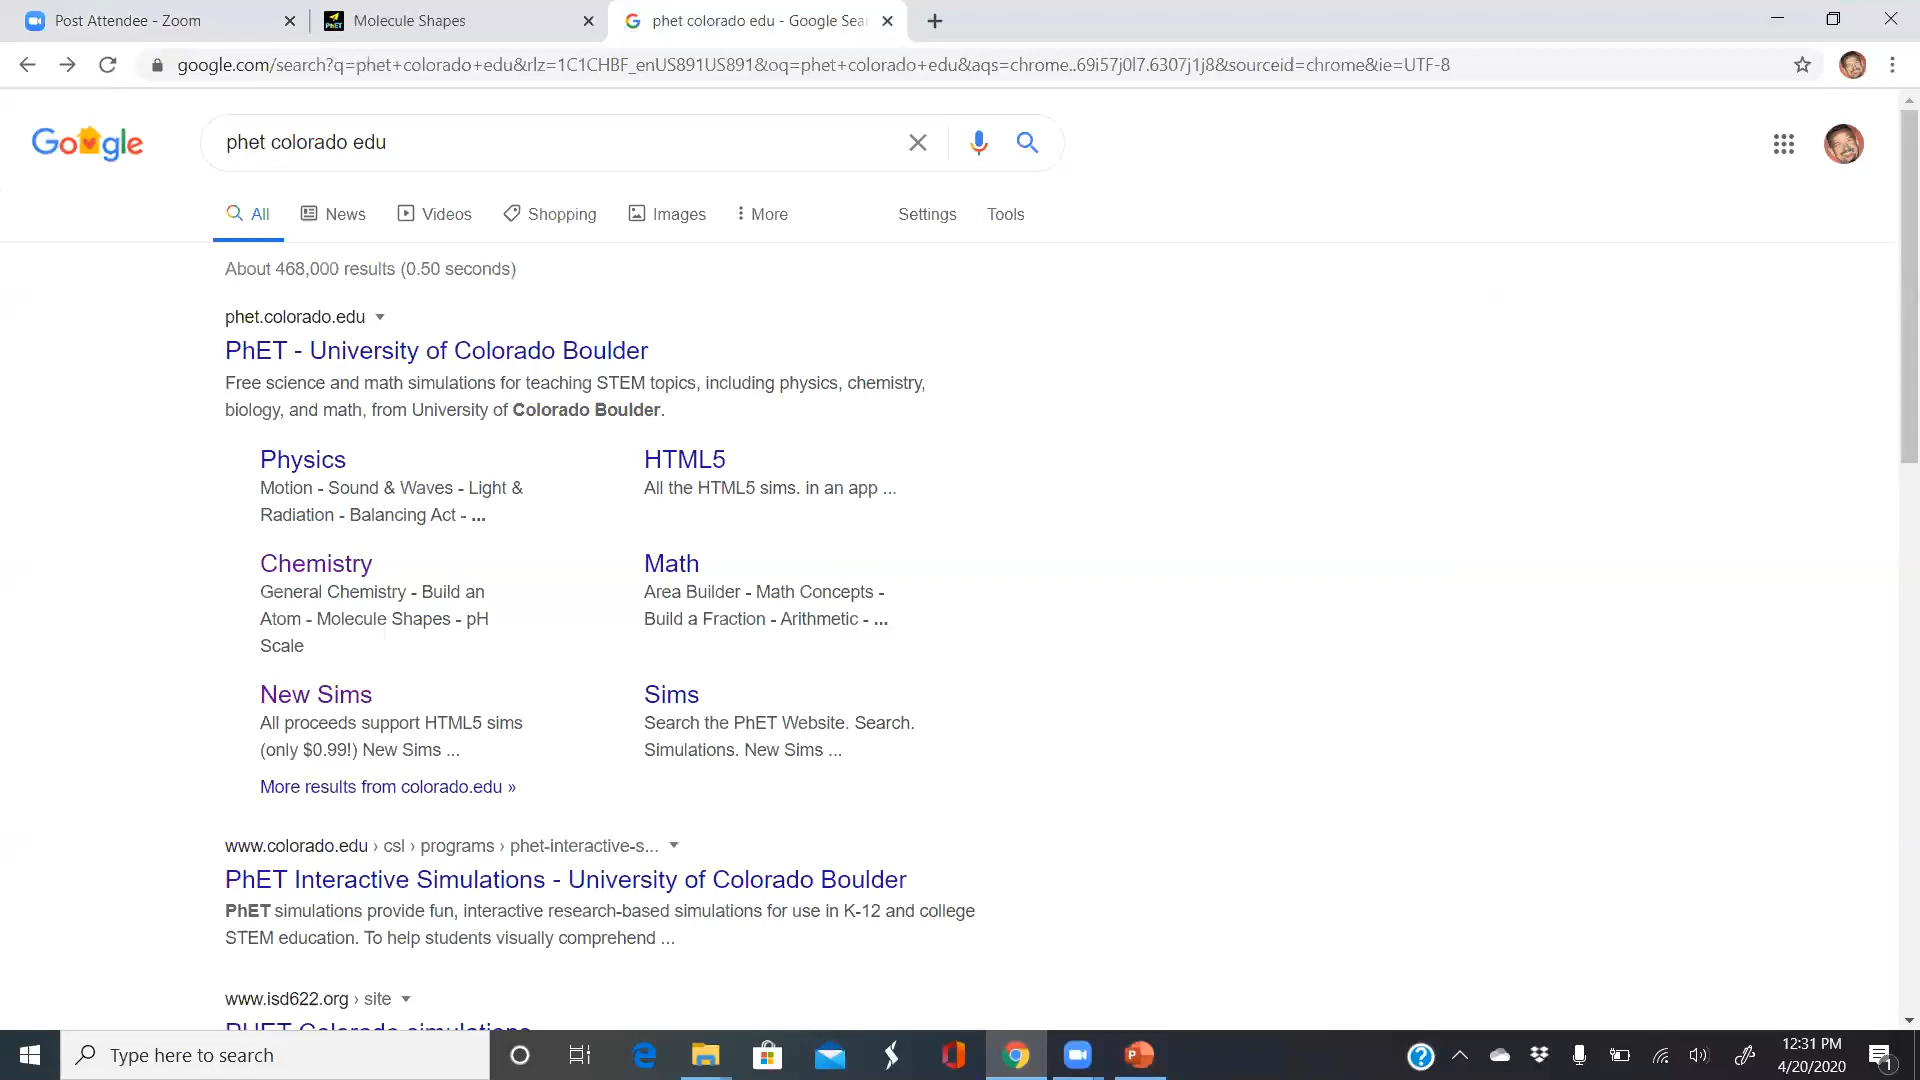 Post Attendee - Zoom
Molecule Shapes
phet colorado edu - Google Sear
google.com/search?q=phet+colorado+edu&rlz=1C1CHBF_enUS891US891&oq=phet+colorado+edu&aqs=chrome..69i57j0l7.6307j1j8&sourceid=chrome&ie=UTF-8
Google
phet colorado edu
All
News
Videos
Shopping
Images
More
Settings
Tools
About 468,000 results (0.50 seconds)
phet.colorado.edu
PhET - University of Colorado Boulder
Free science and math simulations for teaching STEM topics, including physics, chemistry,
biology, and math, from University of Colorado Boulder.
Physics
Motion - Sound & Waves - Light &
Radiation - Balancing Act - ...
HTML5
All the HTML5 sims. in an app ...
Chemistry
General Chemistry - Build an
Atom - Molecule Shapes - pH
Scale
Math
Area Builder - Math Concepts -
Build a Fraction - Arithmetic - ...
New Sims
All proceeds support HTML5 sims
(only $0.99!) New Sims ...
Sims
Search the PhET Website. Search.
Simulations. New Sims ...
More results from colorado.edu »
www.colorado.edu › csl › programs › phet-interactive-s...
PhET Interactive Simulations - University of Colorado Boulder
PhET simulations provide fun, interactive research-based simulations for use in K-12 and college
STEM education. To help students visually comprehend ...
www.isd622.org › site
PHET Colorado simulations
Type here to search
12:31 PM
4/20/2020
1